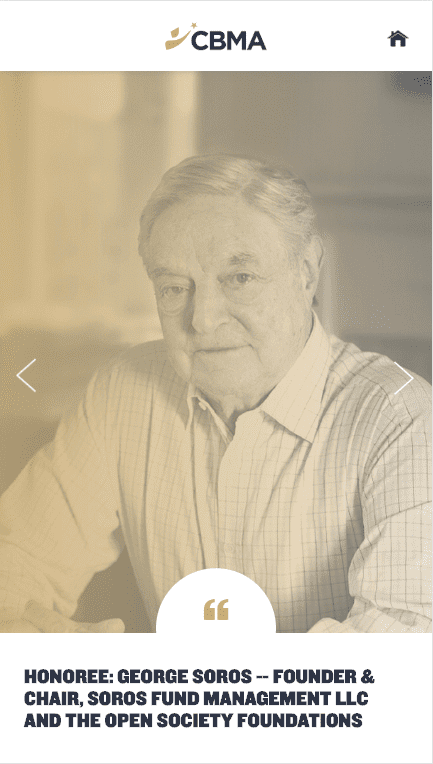 CBMA
HONOREE: GEORGE SOROS -- FOUNDER &
CHAIR, SOROS FUND MANAGEMENT LLC
AND THE OPEN SOCIETY FOUNDATIONS